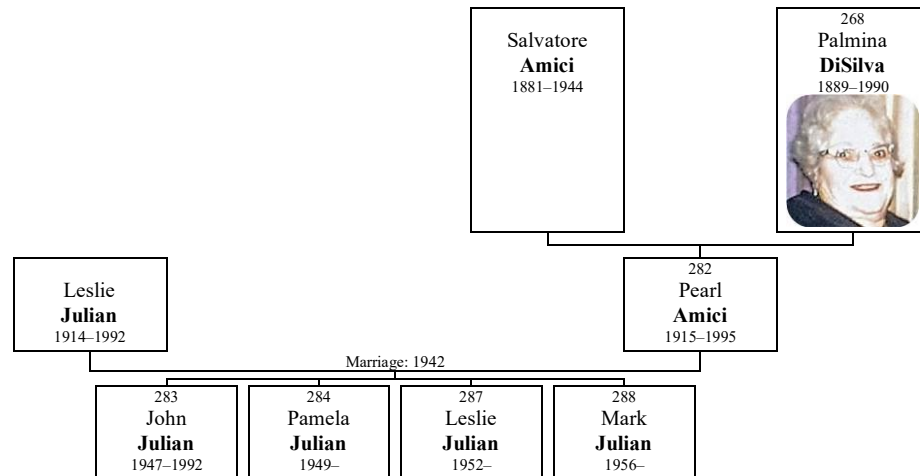 Salvatore
Amici
1881–1944
268
Palmina
DiSilva
1889–1990
Leslie
Julian
1914–1992
282
Pearl
Amici
1915–1995
Marriage: 1942
283
John
Julian
1947–1992
284
Pamela
Julian
1949–
287
Leslie
Julian
1952–
288
Mark
Julian
1956–